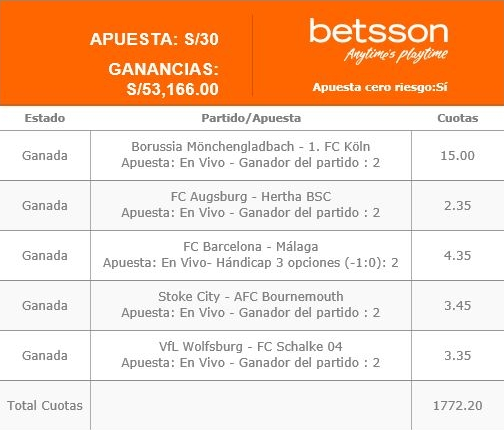 APUESTA: S/30
GANANCIAS:
S/53,166.00
betsson
Anytime's playtime
Apuesta cero riesgo:Sí
Estado Partido/Apuesta Cuotas
Ganada Borussia Mönchengladbach - 1. FC Köln 15.00
Apuesta: En Vivo - Ganador del partido : 2
Ganada FC Augsburg - Hertha BSC 2.35
Apuesta: En Vivo - Ganador del partido : 2
Ganada FC Barcelona - Málaga 4.35
Apuesta: En Vivo- Hándicap 3 opciones (-1:0): 2
Ganada Stoke City - AFC Bournemouth 3.45
Apuesta: En Vivo - Ganador del partido : 2
Ganada VfL Wolfsburg - FC Schalke 04 3.35
Apuesta: En Vivo - Ganador del partido : 2
Total Cuotas 1772.20